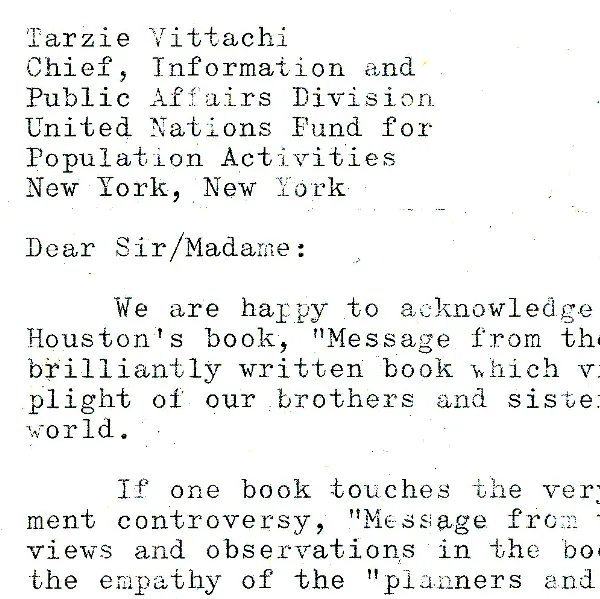 Tarzie Vittachi
Chief, Information and
Public Affairs Division
United Nations Fund for
Population Activities
New York, New York
Dear Sir/Madame:
We are happy to acknowledge
Houston's book, "Message from the
brilliantly written book which
plight of our brothers and
world.
If one book touches the very
ment controversy, "Message from
views and observations in the
the empathy of the "planners and